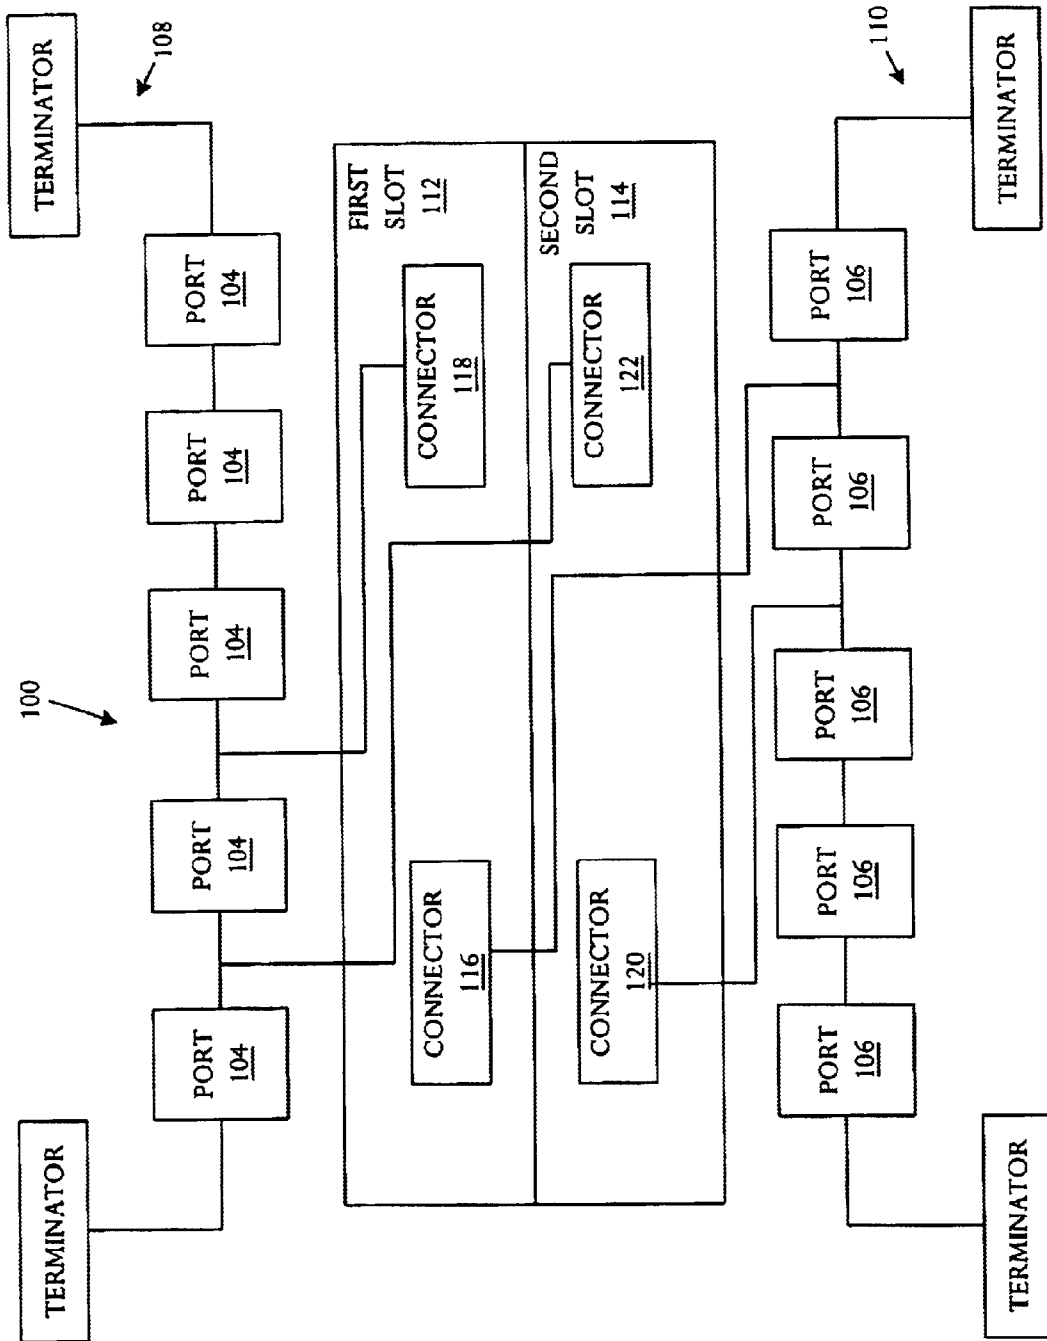 TERMINATOR
100
TERMINATOR
108
PORT
104
PORT
104
PORT
104
PORT
104
PORT
104
FIRST
SLOT
112
CONNECTOR
116
CONNECTOR
118
SECOND
SLOT
114
CONNECTOR
120
CONNECTOR
122
PORT
106
PORT
106
PORT
106
PORT
106
PORT
106
110
TERMINATOR
TERMINATOR